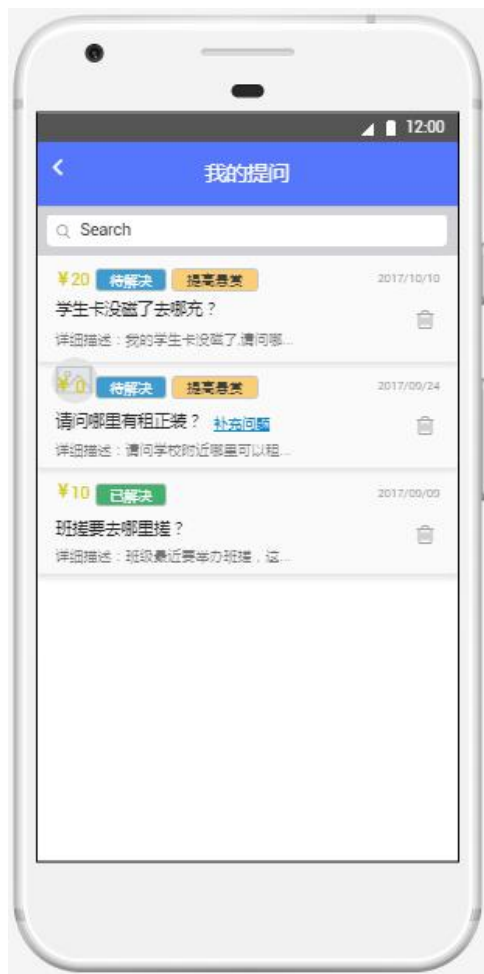 12:00
我的提问
Search
￥20 待解决 提高悬赏 2017/10/10
学生卡没磁了去哪充？
详细描述：我的学生卡没磁了,请问哪...
￥0 待解决 提高悬赏 2017/09/24
请问哪里有租正装？ 补充问题
详细描述：请问学校附近哪里可以租...
￥10 已解决 2017/09/09
班搓要去哪里搓？
详细描述：班级最近要举办班搓，这...